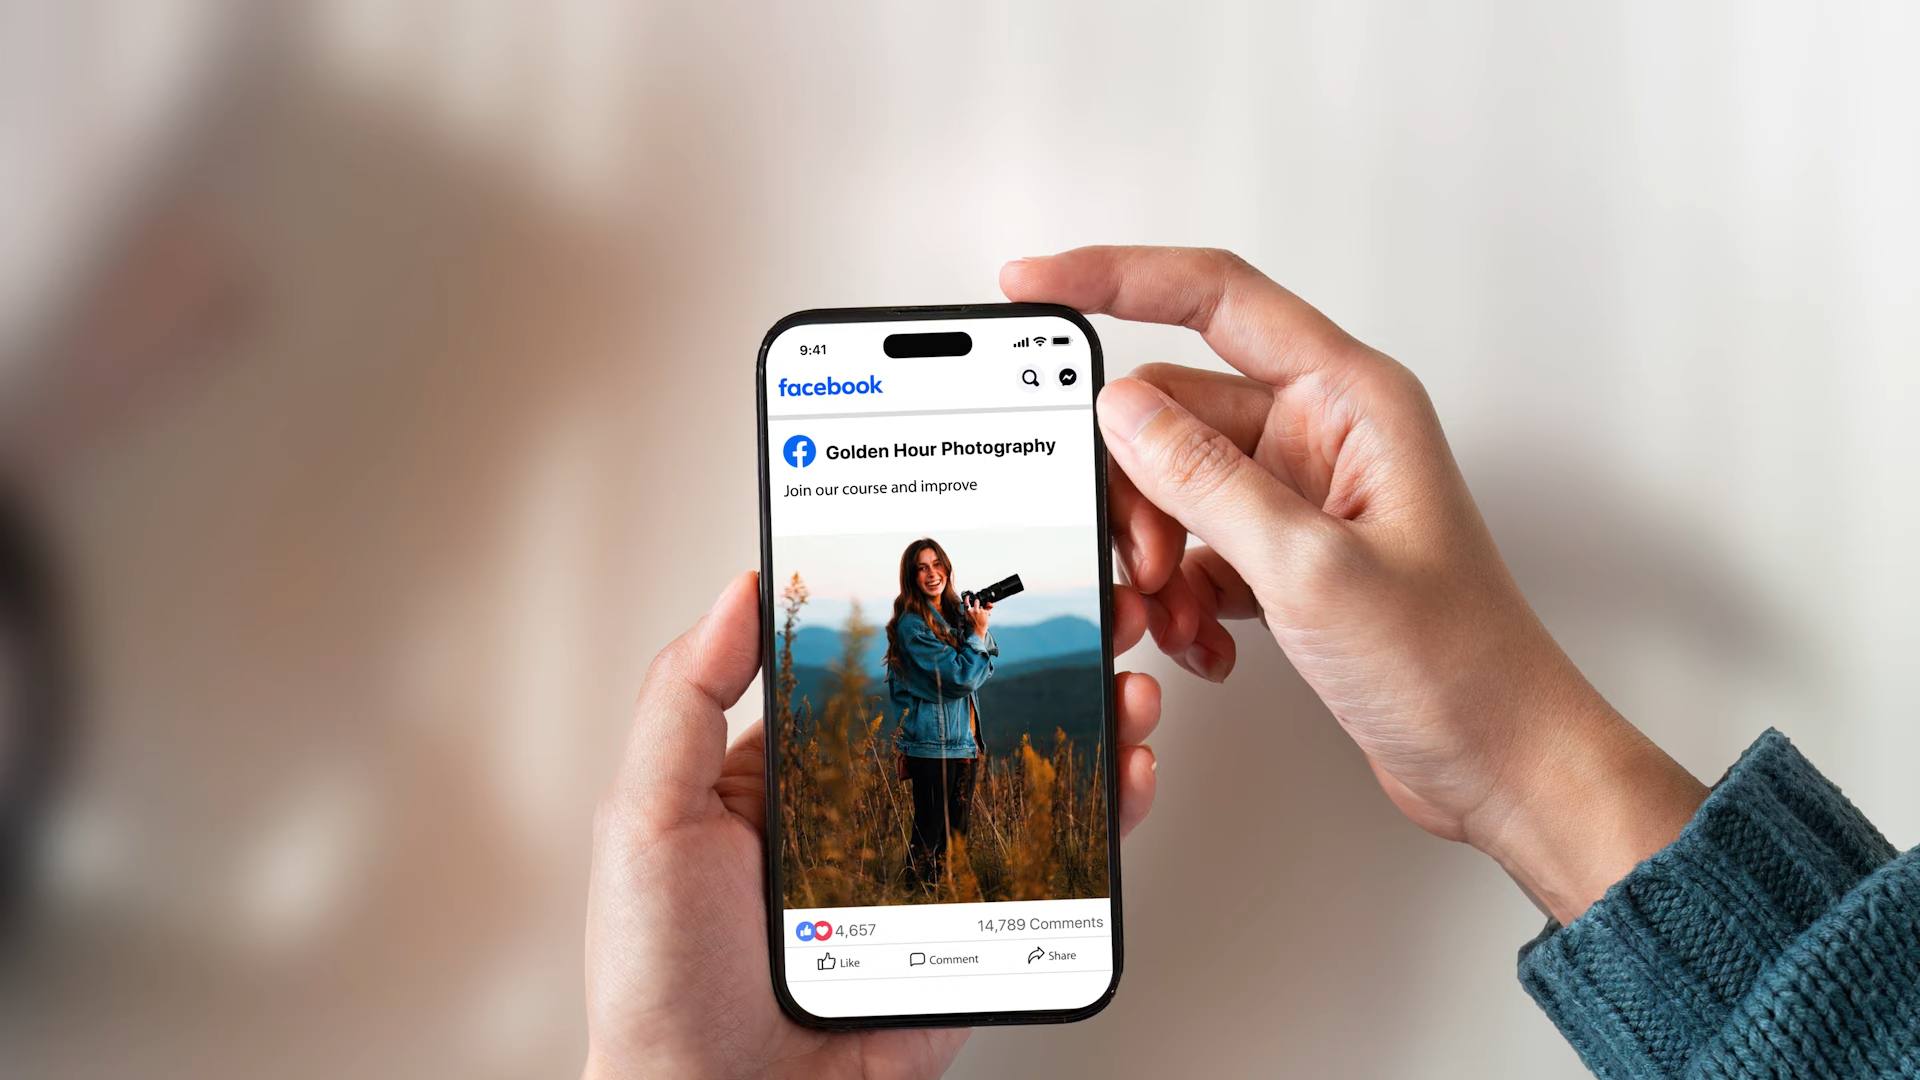 9:41
facebook
Golden Hour Photography
Join our course and improve
4,657 14,789 Comments
Like Comment Share